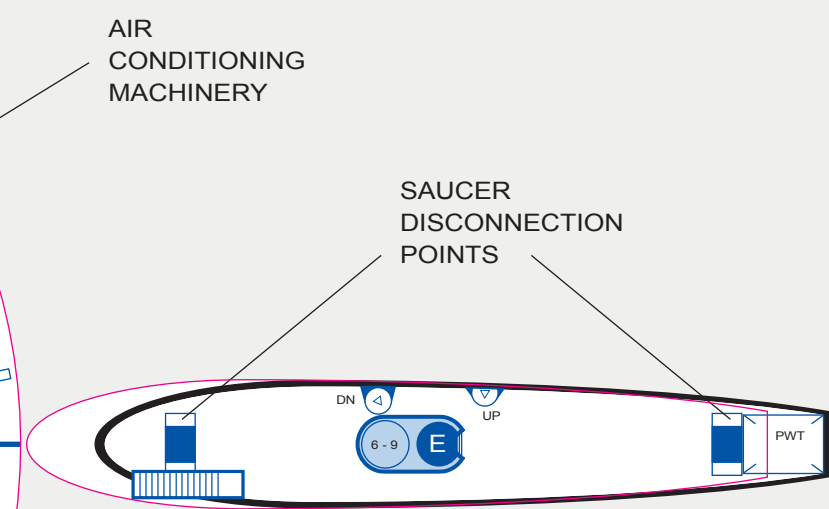 AIR
CONDITIONING
MACHINERY
SAUCER
DISCONNECTION
POINTS
DN
UP
6 - 9
E
PWT